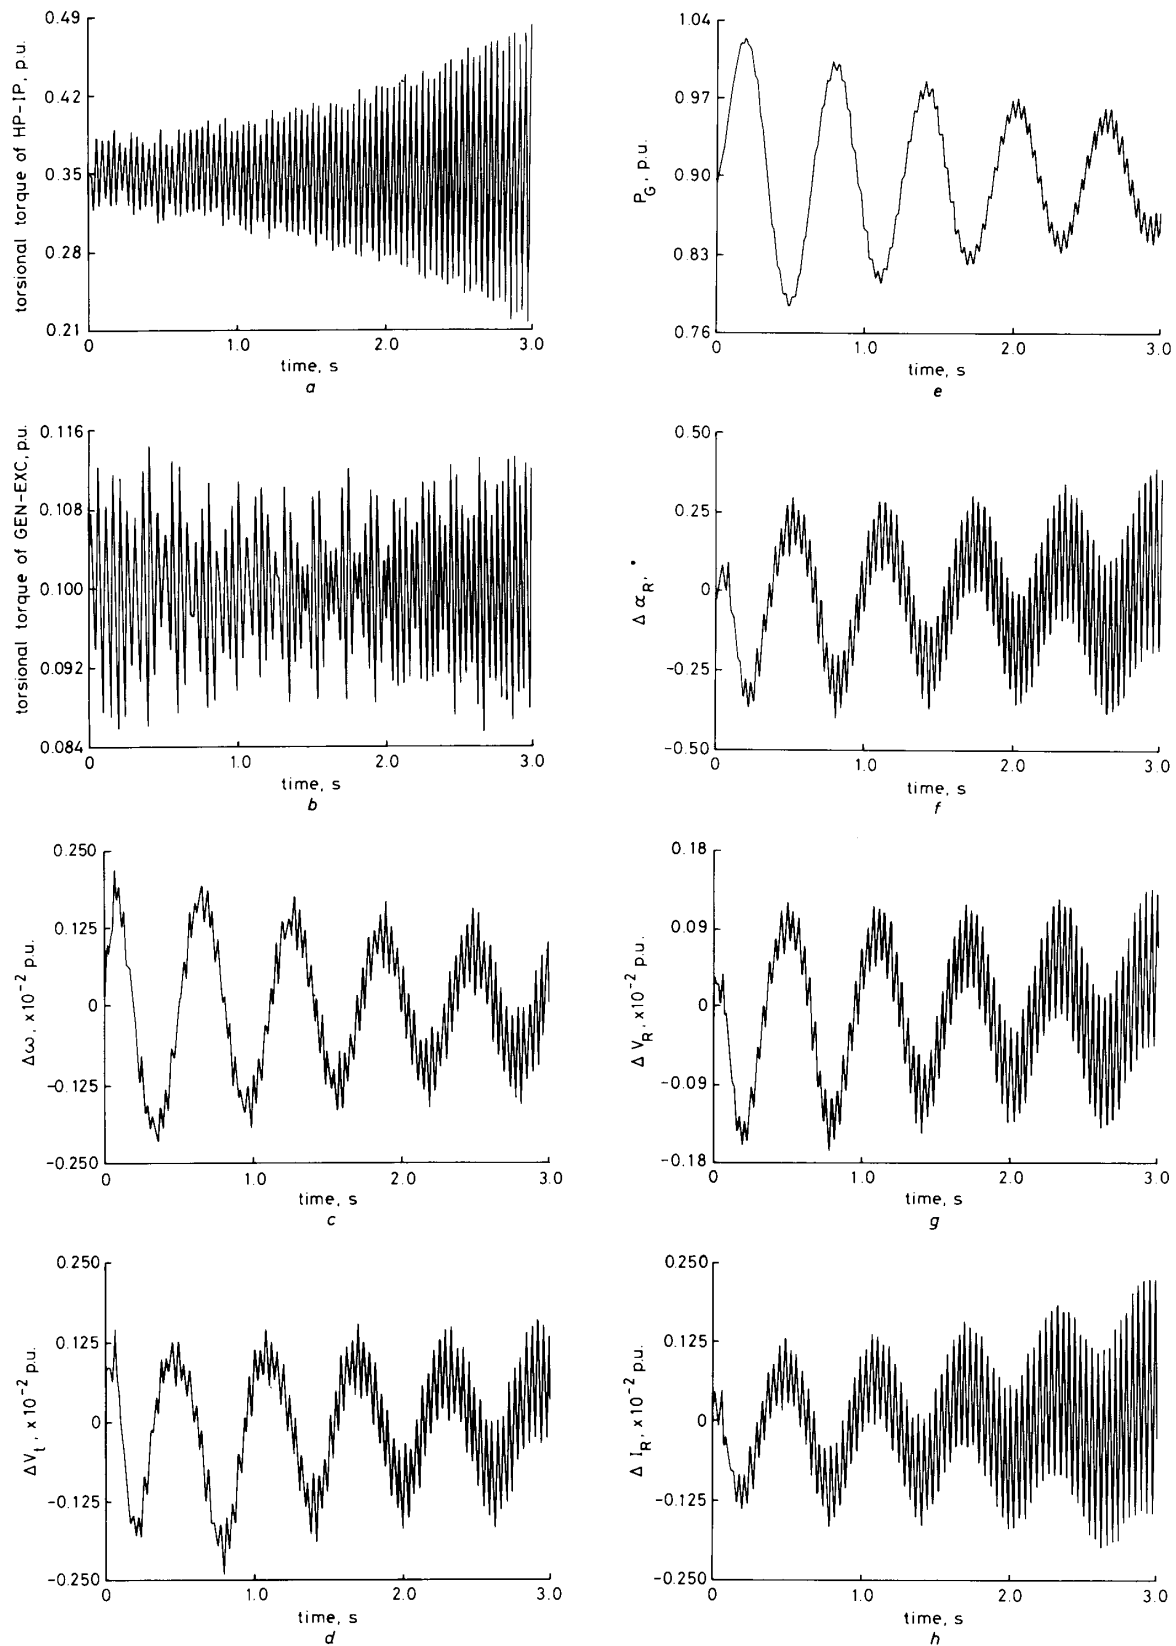 torsional torque of HP-IP, p.u.
0.49
0.42
0.35
0.28
0.21
0 1.0 2.0 3.0
time, s
a
torsional torque of GEN-EXC, p.u.
0.116
0.108
0.100
0.092
0.084
0 1.0 2.0 3.0
time, s
b
Δω, x10⁻² p.u.
0.250
0.125
0
-0.125
-0.250
0 1.0 2.0 3.0
time, s
c
ΔVt, x10⁻² p.u.
0.250
0.125
0
-0.125
-0.250
0 1.0 2.0 3.0
time, s
d
PG, p.u.
1.04
0.97
0.90
0.83
0.76
0 1.0 2.0 3.0
time, s
e
ΔαR, °
0.50
0.25
0
-0.25
-0.50
0 1.0 2.0 3.0
time, s
f
ΔVR, x10⁻² p.u.
0.18
0.09
0
-0.09
-0.18
0 1.0 2.0 3.0
time, s
g
ΔIR, x10⁻² p.u.
0.250
0.125
0
-0.125
-0.250
0 1.0 2.0 3.0
time, s
h